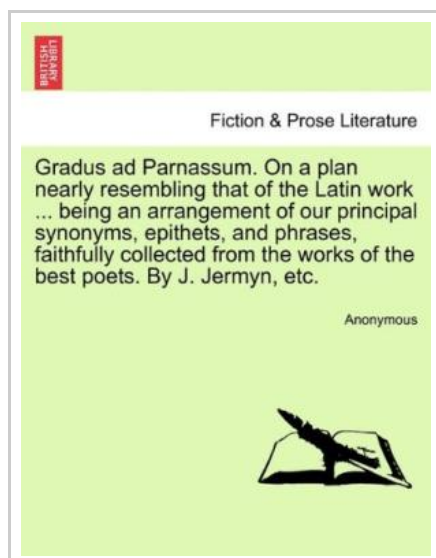 BRITISH
LIBRARY
Fiction & Prose Literature
Gradus ad Parnassum. On a plan
nearly resembling that of the Latin work
... being an arrangement of our principal
synonyms, epithets, and phrases,
faithfully collected from the works of the
best poets. By J. Jermyn, etc.
Anonymous